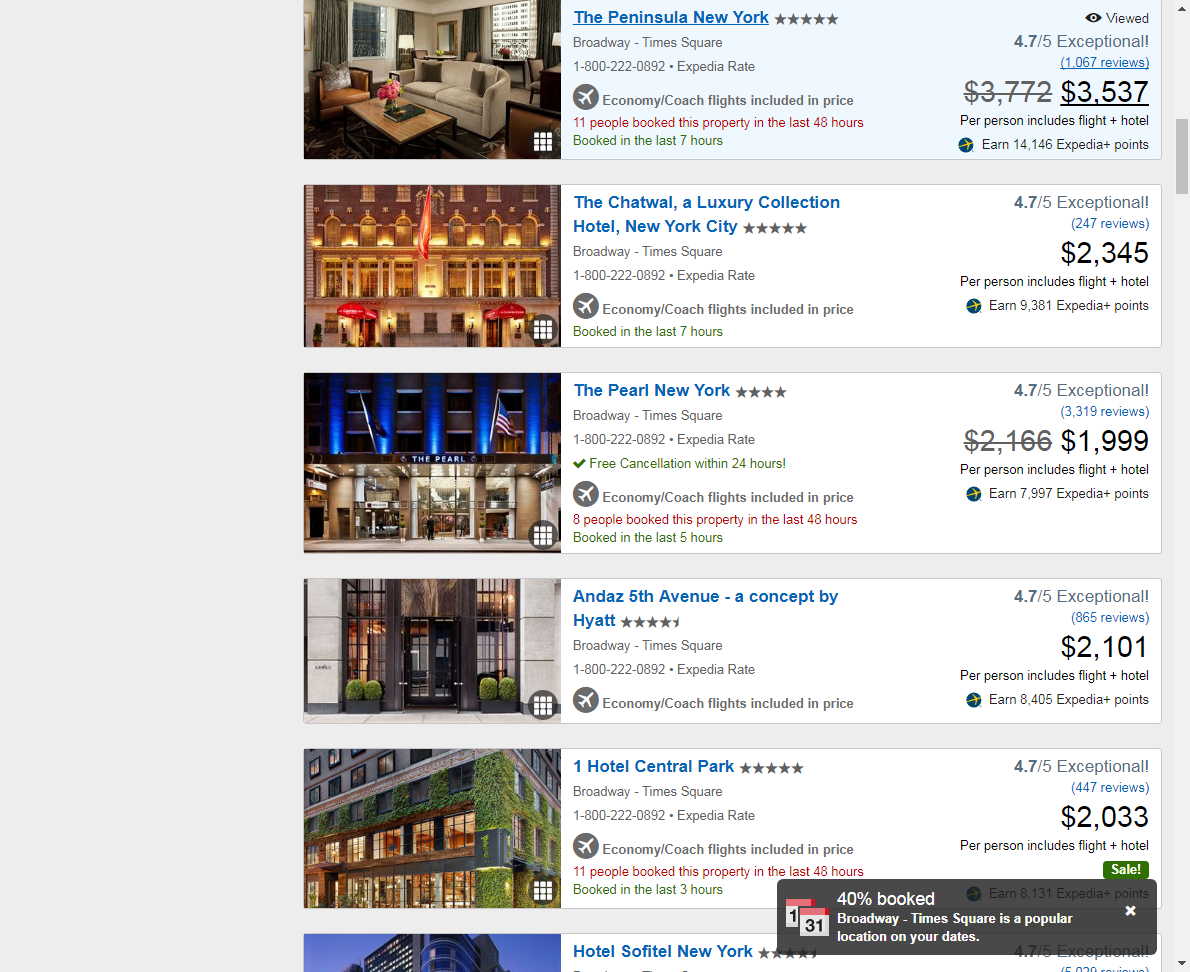 The Peninsula New York
Viewed
Broadway - Times Square
4.7/5 Exceptional!
1-800-222-0892 • Expedia Rate
(1,067 reviews)
$3,772 $3,537
Economy/Coach flights included in price
Per person includes flight + hotel
11 people booked this property in the last 48 hours
Booked in the last 7 hours
Earn 14,146 Expedia+ points
The Chatwal, a Luxury Collection
Hotel, New York City
4.7/5 Exceptional!
(247 reviews)
Broadway - Times Square
$2,345
1-800-222-0892 • Expedia Rate
Per person includes flight + hotel
Economy/Coach flights included in price
Earn 9,381 Expedia+ points
Booked in the last 7 hours
The Pearl New York
4.7/5 Exceptional!
Broadway - Times Square
(3,319 reviews)
1-800-222-0892 • Expedia Rate
$2,166 $1,999
THE PEARL
Free Cancellation within 24 hours!
Per person includes flight + hotel
Economy/Coach flights included in price
Earn 7,997 Expedia+ points
8 people booked this property in the last 48 hours
Booked in the last 5 hours
Andaz 5th Avenue - a concept by
Hyatt
4.7/5 Exceptional!
(865 reviews)
Broadway - Times Square
$2,101
1-800-222-0892 • Expedia Rate
Per person includes flight + hotel
Economy/Coach flights included in price
Earn 8,405 Expedia+ points
1 Hotel Central Park
4.7/5 Exceptional!
Broadway - Times Square
(447 reviews)
1-800-222-0892 • Expedia Rate
$2,033
Economy/Coach flights included in price
Per person includes flight + hotel
11 people booked this property in the last 48 hours
Sale!
Booked in the last 3 hours
Earn 8,131 Expedia+ points
1
31
40% booked
Broadway - Times Square is a popular
location on your dates.
Hotel Sofitel New York
4.7/5 Exceptional!